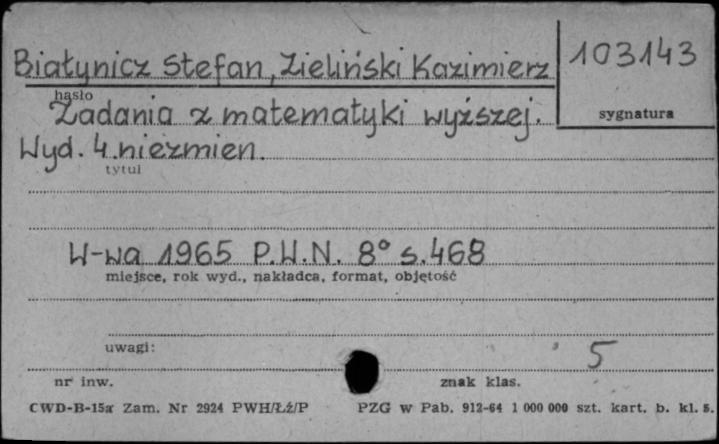 Białynicz Stefan, Zieliński Kazimierz
103143
hasło
sygnatura
Zadania z matematyki wyższej.
Wyd. 4. niezmien.
tytuł
W-wa 1965 P.W.N. 8° s. 468
miejsce, rok wyd., nakładca, format, objętość
uwagi:
5
nr inw.
znak klas.
CWD-B-15a Zam. Nr 2924 PWH/Łź/P
PZG w Pab. 912-64 1 000 000 szt. kart. b. kl. 5.